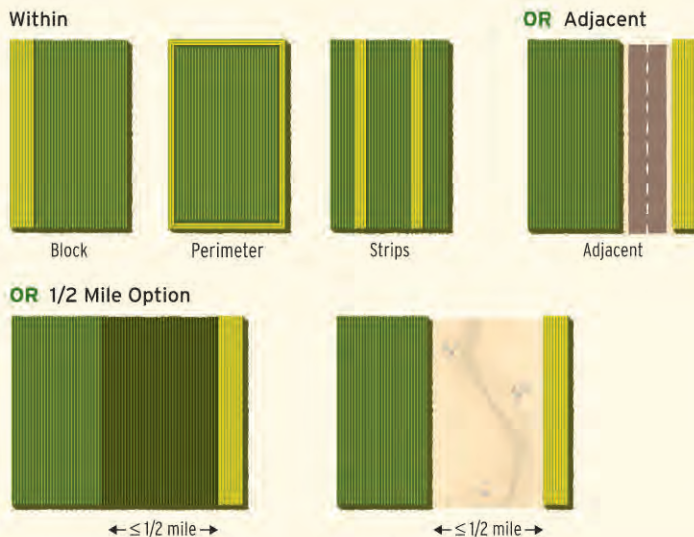 Within
OR Adjacent
Block
Perimeter
Strips
Adjacent
OR 1/2 Mile Option
≤ 1/2 mile
≤ 1/2 mile